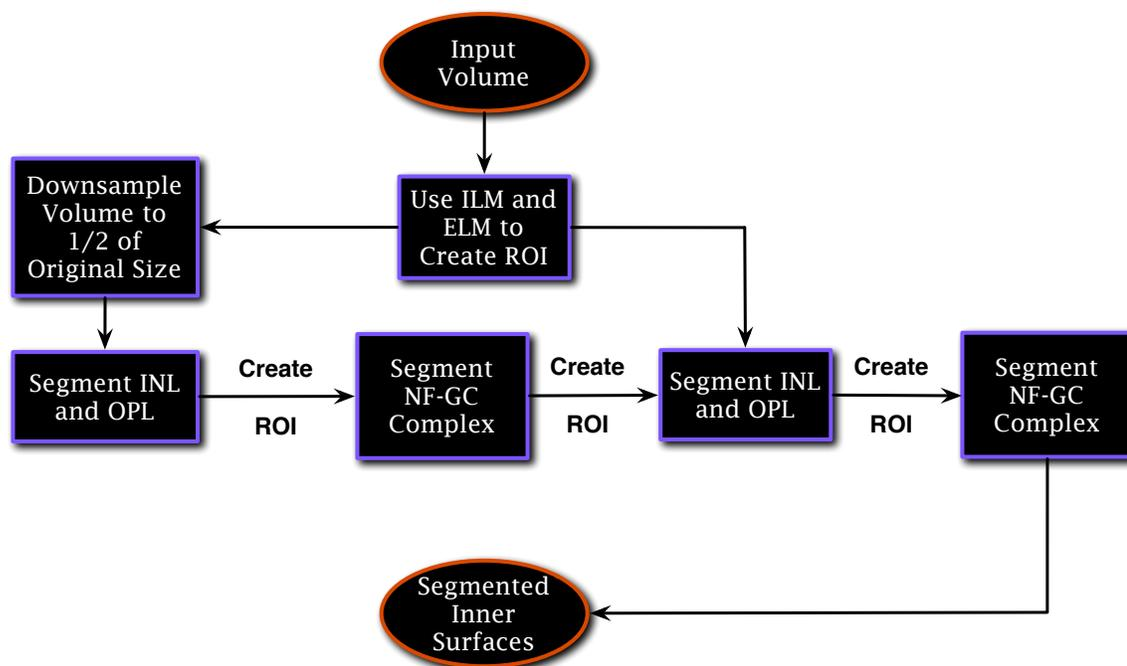 Input
Volume
Downsample
Volume to
1/2 of
Original Size
Use ILM and
ELM to
Create ROI
Segment INL
and OPL
Create
ROI
Segment
NF-GC
Complex
Create
ROI
Segment INL
and OPL
Create
ROI
Segment
NF-GC
Complex
Segmented
Inner
Surfaces